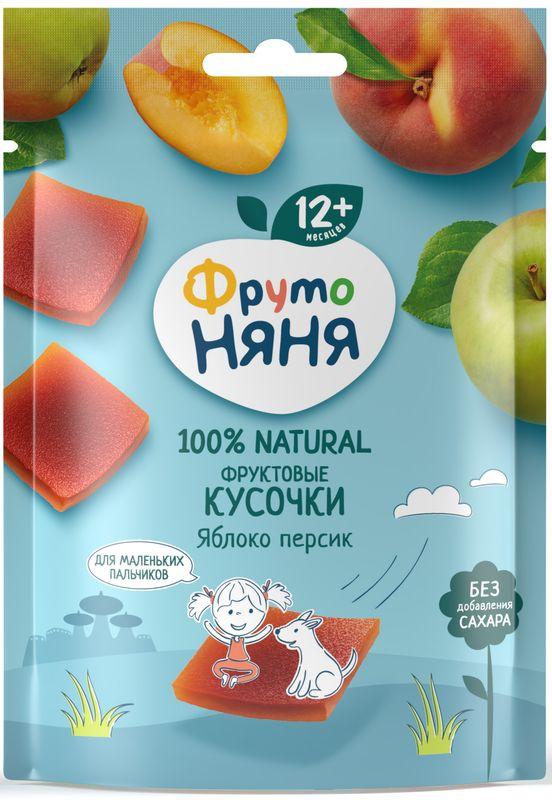 12+
месяцев
Фруто
НЯНЯ
100% NATURAL
ФРУКТОВЫЕ
КУСОЧКИ
Яблоко персик
ДЛЯ МАЛЕНЬКИХ
ПАЛЬЧИКОВ
БЕЗ
добавления
САХАРА